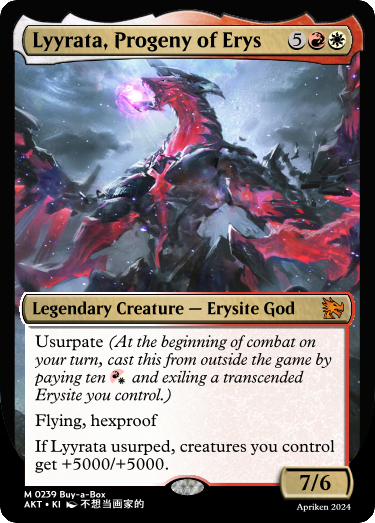 Lyyrata, Progeny of Erys 5
Legendary Creature — Erysite God
Usurpate (At the beginning of combat on
your turn, cast this from outside the game by
paying ten and exiling a transcended
Erysite you control.)
Flying, hexproof
If Lyyrata usurped, creatures you control
get +5000/+5000.
7/6
M 0239 Buy-a-Box
AKT • KI 不想当画家的
Apriken 2024